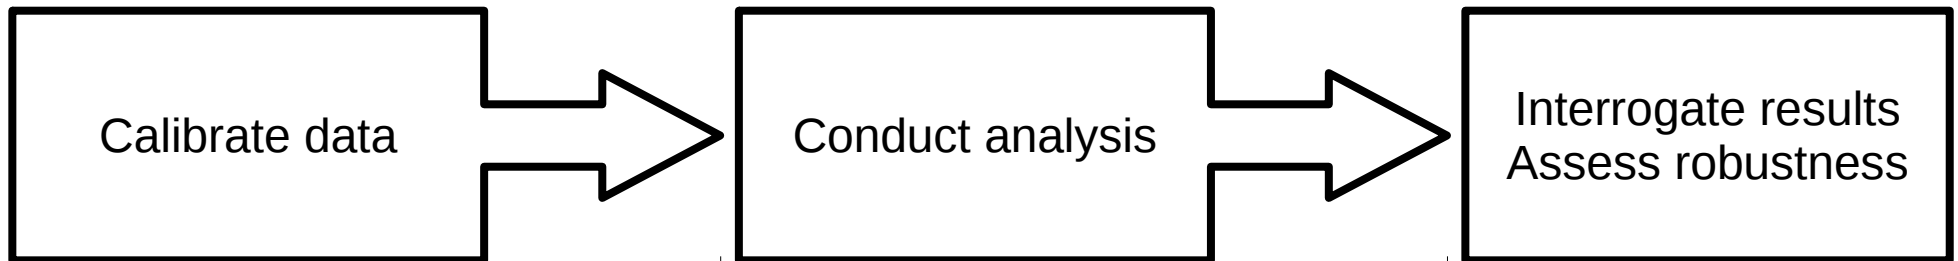 Calibrate data
Conduct analysis
Interrogate results
Assess robustness